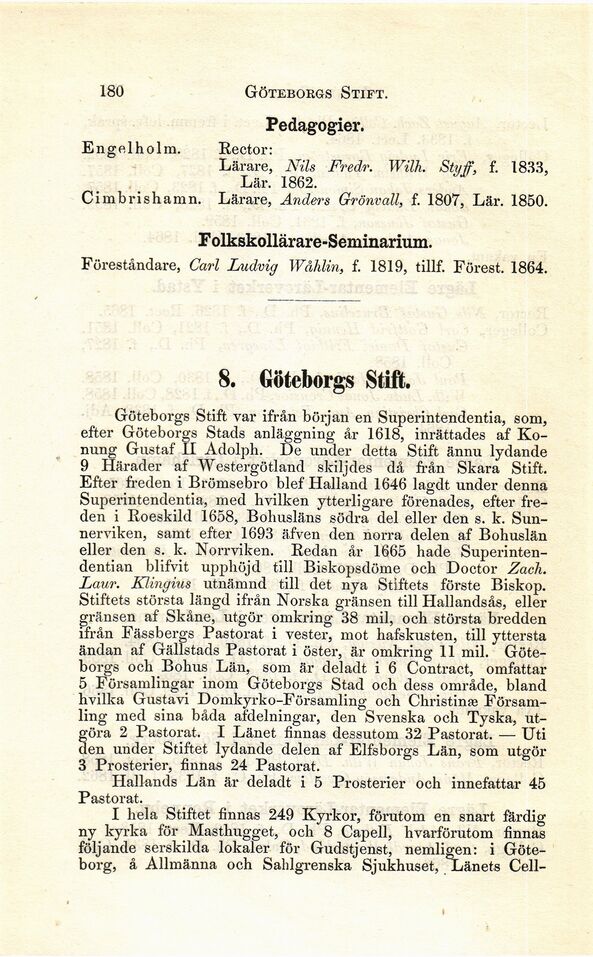 180 GÖTEBORGS STIFT.
Pedagogier.
Engelholm. Rector:
Lärare, Nils Fredr. Wilh. Styff, f. 1833,
Lär. 1862.
Cimbrishamn. Lärare, Anders Grönvall, f. 1807, Lär. 1850.
Folkskollärare-Seminarium.
Föreståndare, Carl Ludvig Wåhlin, f. 1819, tillf. Förest. 1864.
8. Göteborgs Stift.
Göteborgs Stift var ifrån början en Superintendentia, som,
efter Göteborgs Stads anläggning år 1618, inrättades af Ko-
nung Gustaf II Adolph. De under detta Stift ännu lydande
9 Härader af Westergötland skiljdes då från Skara Stift.
Efter freden i Brömsebro blef Halland 1646 lagdt under denna
Superintendentia, med hvilken ytterligare förenades, efter fre-
den i Roeskild 1658, Bohusläns södra del eller den s. k. Sun-
nerviken, samt efter 1693 äfven den norra delen af Bohuslän
eller den s. k. Norrviken. Redan år 1665 hade Superinten-
dentian blifvit upphöjd till Biskopsdöme och Doctor Zach.
Laur. Klingius utnämnd till det nya Stiftets förste Biskop.
Stiftets största längd ifrån Norska gränsen till Hallandsås, eller
gränsen af Skåne, utgör omkring 38 mil, och största bredden
ifrån Fässbergs Pastorat i vester, mot hafskusten, till yttersta
ändan af Gällstads Pastorat i öster, är omkring 11 mil. Göte-
borgs och Bohus Län, som är deladt i 6 Contract, omfattar
5 Församlingar inom Göteborgs Stad och dess område, bland
hvilka Gustavi Domkyrko-Församling och Christinæ Försam-
ling med sina båda afdelningar, den Svenska och Tyska, ut-
göra 2 Pastorat. I Länet finnas dessutom 32 Pastorat. — Uti
den under Stiftet lydande delen af Elfsborgs Län, som utgör
3 Prosterier, finnas 24 Pastorat.
Hallands Län är deladt i 5 Prosterier och innefattar 45
Pastorat.
I hela Stiftet finnas 249 Kyrkor, förutom en snart färdig
ny kyrka för Masthugget, och 8 Capell, hvarförutom finnas
följande serskilda lokaler för Gudstjenst, nemligen: i Göte-
borg, å Allmänna och Sahlgrenska Sjukhuset, Länets Cell-